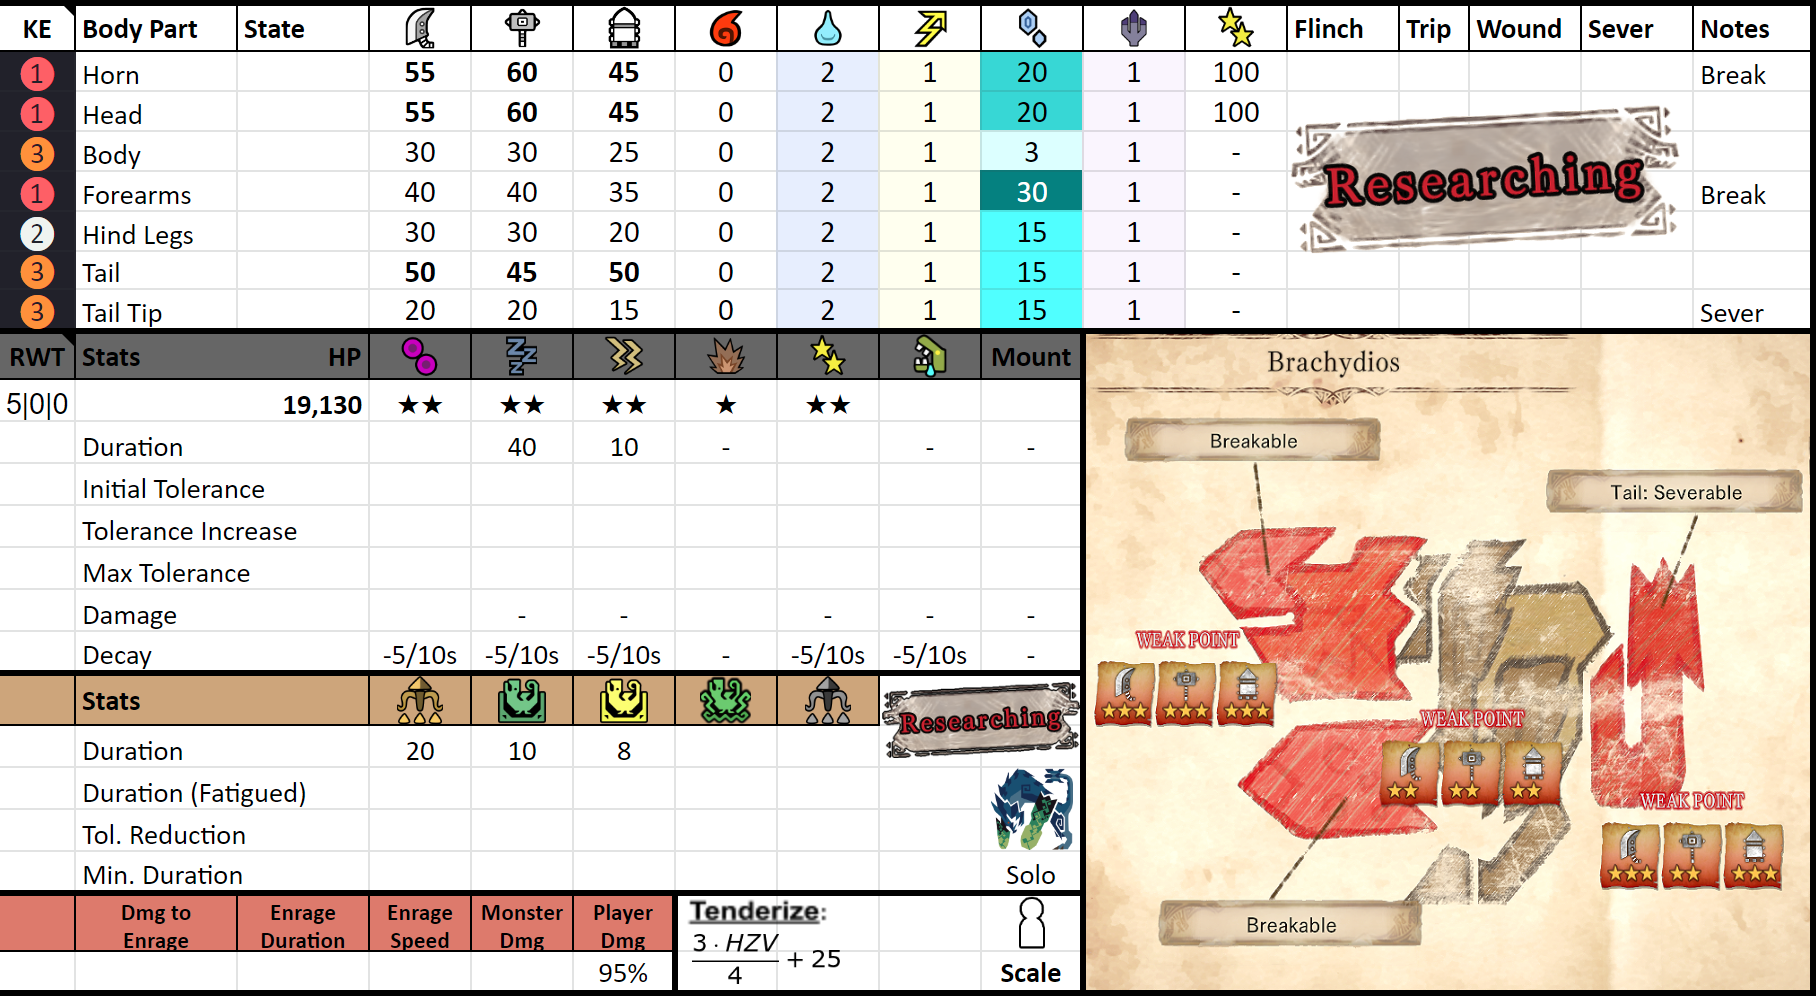 KE Body Part State Flinch Trip Wound Sever Notes
1 Horn 55 60 45 0 2 1 20 1 100 Break
1 Head 55 60 45 0 2 1 20 1 100
3 Body 30 30 25 0 2 1 3 1 -
1 Forearms 40 40 35 0 2 1 30 1 - Break
2 Hind Legs 30 30 20 0 2 1 15 1 -
3 Tail 50 45 50 0 2 1 15 1 -
3 Tail Tip 20 20 15 0 2 1 15 1 - Sever
Researching
RWT Stats HP Mount
5|0|0 19,130 ★★ ★★ ★★ ★ ★★
Duration 40 10 - - -
Initial Tolerance
Tolerance Increase
Max Tolerance
Damage - - - - -
Decay -5/10s -5/10s -5/10s - -5/10s -5/10s -
Stats
Researching
Duration 20 10 8
Duration (Fatigued)
Tol. Reduction
Min. Duration Solo
Dmg to Enrage Enrage Duration Enrage Speed Monster Dmg Player Dmg
95%
Tenderize:
3 · HZV
4
+ 25
Scale
Brachydios
Breakable
Tail: Severable
WEAK POINT
WEAK POINT
WEAK POINT
Breakable